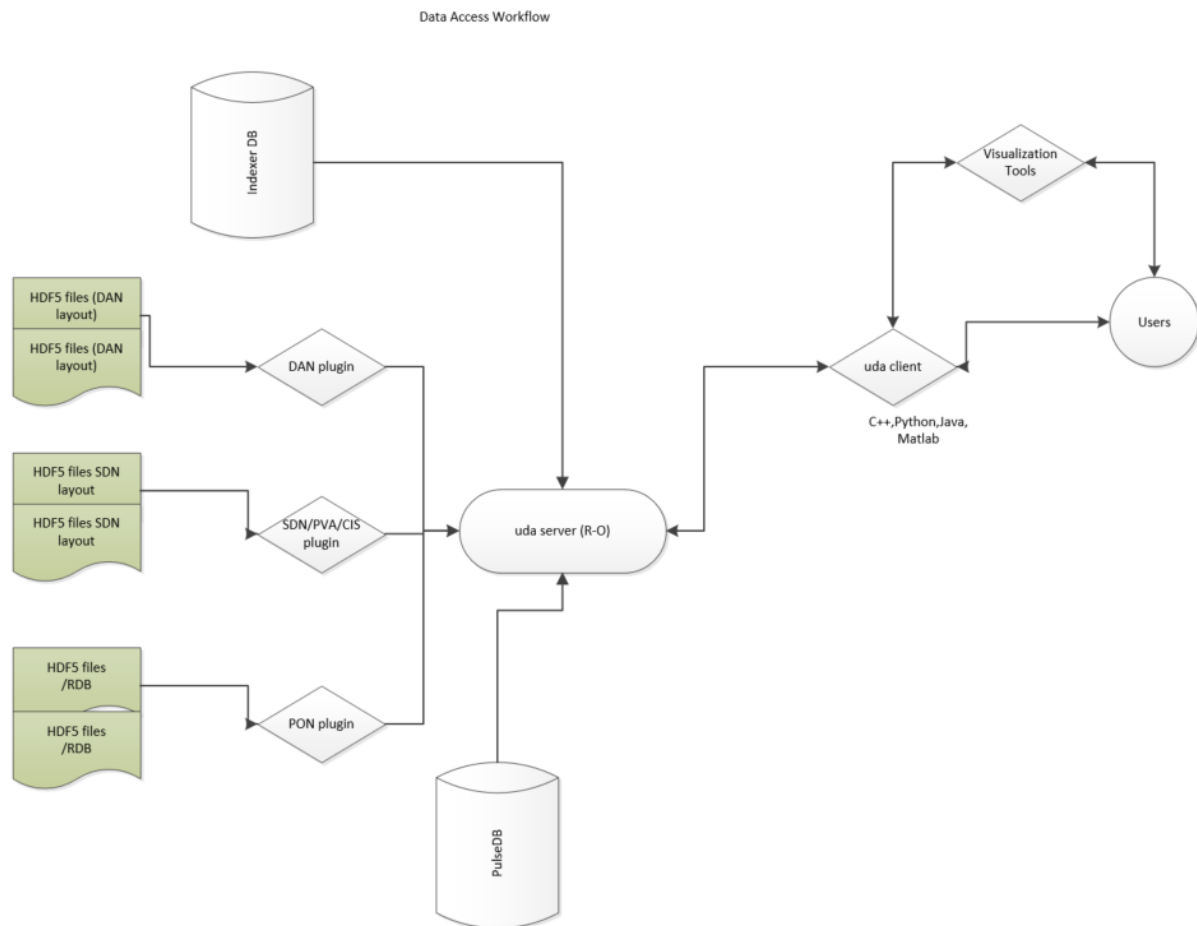 Data Access Workflow
Indexer DB
Visualization
Tools
HDF5 files (DAN
layout)
HDF5 files (DAN
layout)
DAN plugin
Users
uda client
C++,Python,Java,
Matlab
HDF5 files SDN
layout
HDF5 files SDN
layout
SDN/PVA/CIS
plugin
uda server (R-O)
HDF5 files
/RDB
HDF5 files
/RDB
PON plugin
PulseDB